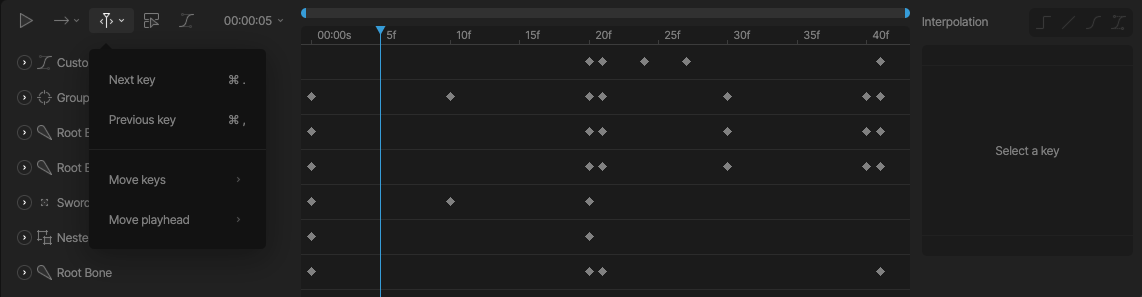 00:00:05
Interpolation
00:00s 5f 10f 15f 20f 25f 30f 35f 40f
Custo
Next key ⌘ .
Group
Previous key ⌘ ,
Root B
Root B
Move keys
Select a key
Sword
Move playhead
Neste
Root Bone